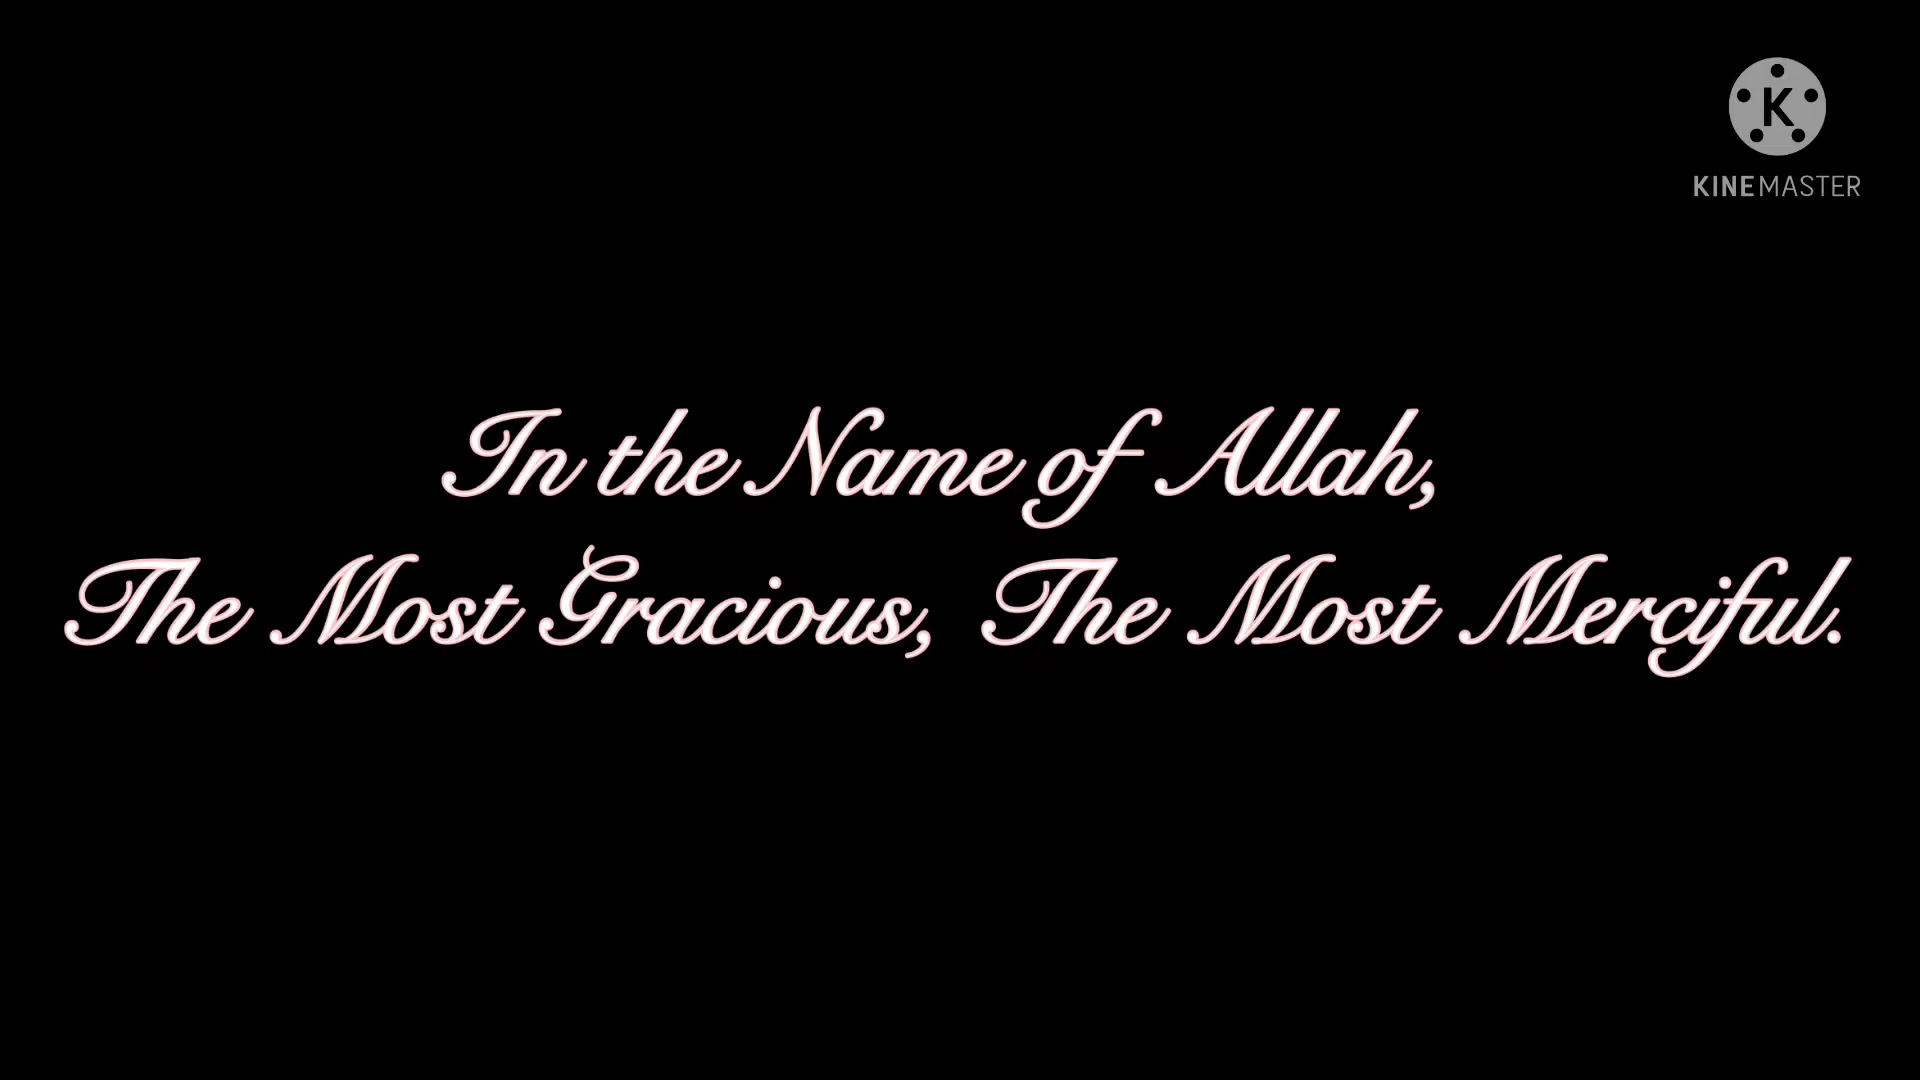 K
KINEMASTER
In the Name of Allah,
The Most Gracious, The Most Merciful.